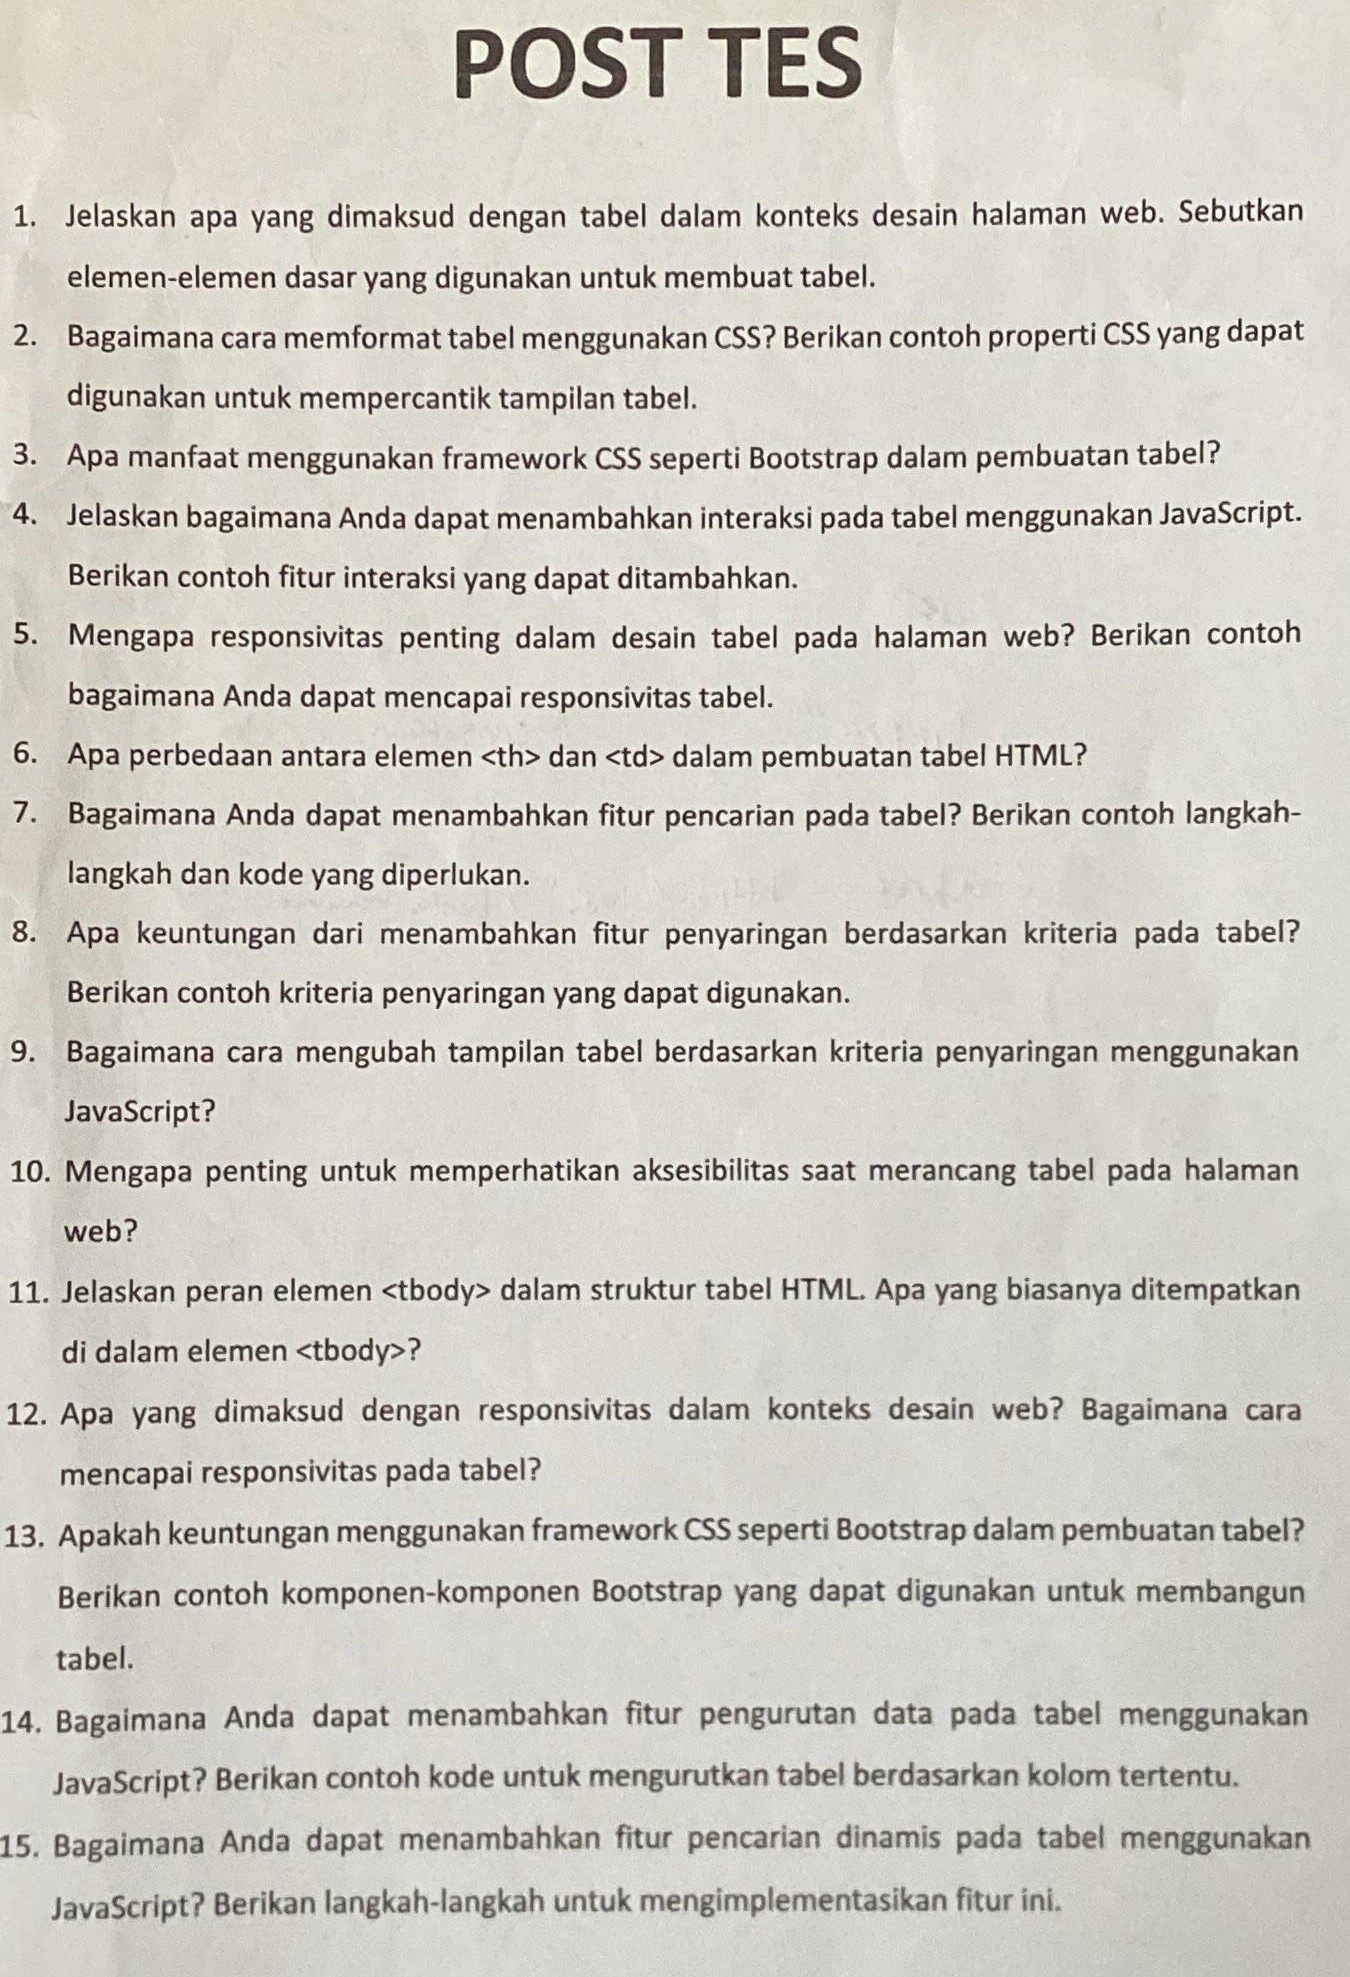 POST TES
1. Jelaskan apa yang dimaksud dengan tabel dalam konteks desain halaman web. Sebutkan
elemen-elemen dasar yang digunakan untuk membuat tabel.
2. Bagaimana cara memformat tabel menggunakan CSS? Berikan contoh properti CSS yang dapat
digunakan untuk mempercantik tampilan tabel.
3. Apa manfaat menggunakan framework CSS seperti Bootstrap dalam pembuatan tabel?
4. Jelaskan bagaimana Anda dapat menambahkan interaksi pada tabel menggunakan JavaScript.
Berikan contoh fitur interaksi yang dapat ditambahkan.
5. Mengapa responsivitas penting dalam desain tabel pada halaman web? Berikan contoh
bagaimana Anda dapat mencapai responsivitas tabel.
6. Apa perbedaan antara elemen <th> dan <td> dalam pembuatan tabel HTML?
7. Bagaimana Anda dapat menambahkan fitur pencarian pada tabel? Berikan contoh langkah-
langkah dan kode yang diperlukan.
8. Apa keuntungan dari menambahkan fitur penyaringan berdasarkan kriteria pada tabel?
Berikan contoh kriteria penyaringan yang dapat digunakan.
9. Bagaimana cara mengubah tampilan tabel berdasarkan kriteria penyaringan menggunakan
JavaScript?
10. Mengapa penting untuk memperhatikan aksesibilitas saat merancang tabel pada halaman
web?
11. Jelaskan peran elemen <tbody> dalam struktur tabel HTML. Apa yang biasanya ditempatkan
di dalam elemen <tbody>?
12. Apa yang dimaksud dengan responsivitas dalam konteks desain web? Bagaimana cara
mencapai responsivitas pada tabel?
13. Apakah keuntungan menggunakan framework CSS seperti Bootstrap dalam pembuatan tabel?
Berikan contoh komponen-komponen Bootstrap yang dapat digunakan untuk membangun
tabel.
14. Bagaimana Anda dapat menambahkan fitur pengurutan data pada tabel menggunakan
JavaScript? Berikan contoh kode untuk mengurutkan tabel berdasarkan kolom tertentu.
15. Bagaimana Anda dapat menambahkan fitur pencarian dinamis pada tabel menggunakan
JavaScript? Berikan langkah-langkah untuk mengimplementasikan fitur ini.